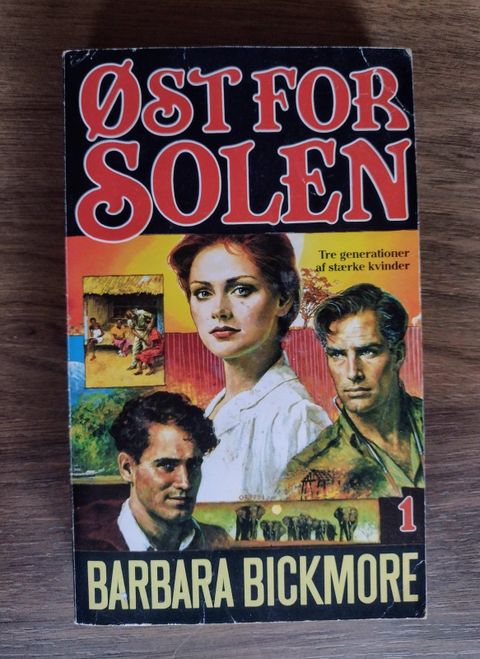 ØST FOR
SOLEN
Tre generationer
af stærke kvinder
1
BARBARA BICKMORE